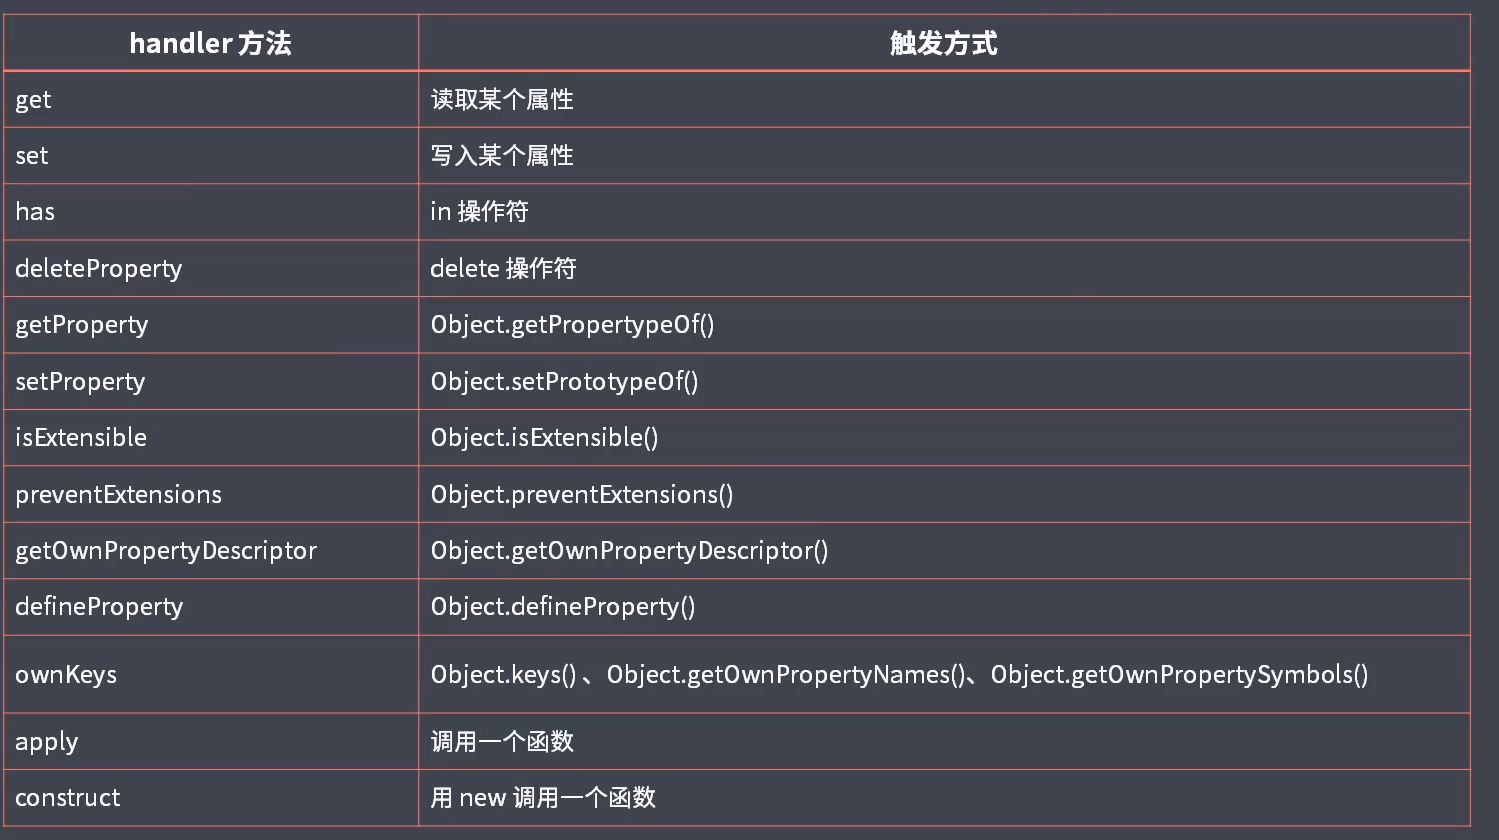 handler 方法 触发方式
get 读取某个属性
set 写入某个属性
has in 操作符
deleteProperty delete 操作符
getProperty Object.getPropertypeOf()
setProperty Object.setPrototypeOf()
isExtensible Object.isExtensible()
preventExtensions Object.preventExtensions()
getOwnPropertyDescriptor Object.getOwnPropertyDescriptor()
defineProperty Object.defineProperty()
ownKeys Object.keys() 、Object.getOwnPropertyNames()、Object.getOwnPropertySymbols()
apply 调用一个函数
construct 用 new 调用一个函数